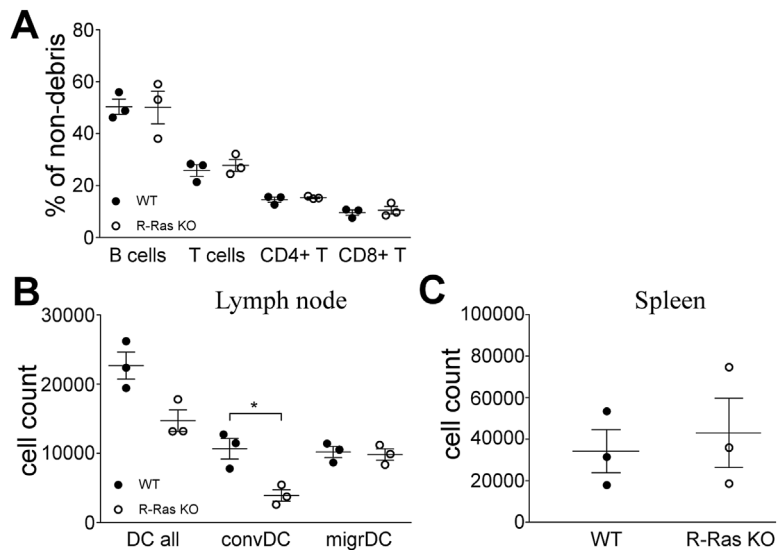 A
% of non-debris
80
60
40
20
0
WT
R-Ras KO
B cells T cells CD4+ T CD8+ T
B
Lymph node
cell count
30000
20000
10000
0
*
WT
R-Ras KO
DC all convDC migrDC
C
Spleen
cell count
100000
80000
60000
40000
20000
0
WT R-Ras KO